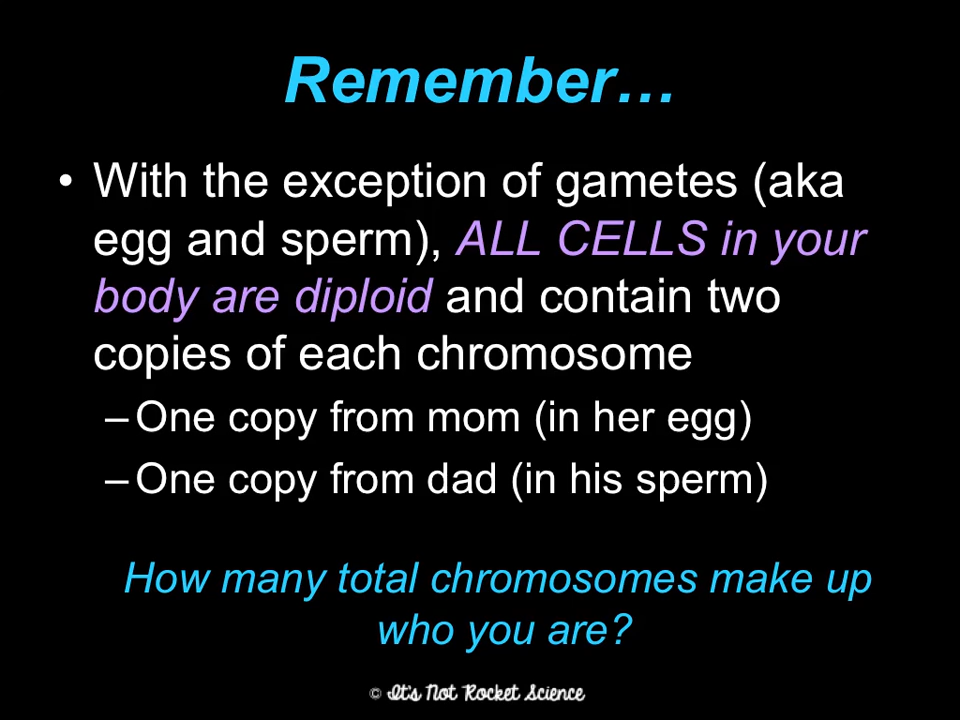 Remember…
• With the exception of gametes (aka
egg and sperm), ALL CELLS in your
body are diploid and contain two
copies of each chromosome
–One copy from mom (in her egg)
–One copy from dad (in his sperm)
How many total chromosomes make up
who you are?
© It's Not Rocket Science